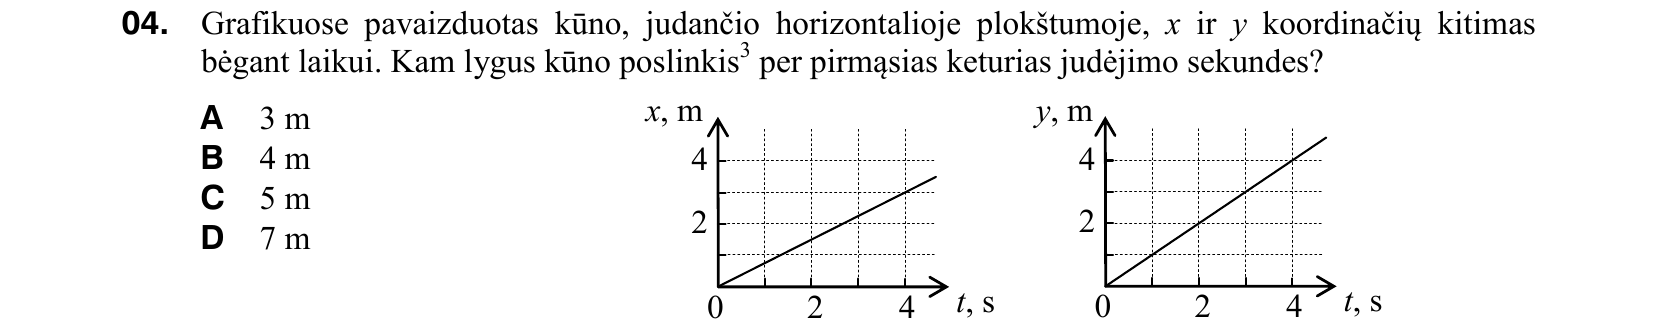 04. Grafikuose pavaizduotas kūno, judančio horizontalioje plokštumoje, x ir y koordinačių kitimas
bėgant laikui. Kam lygus kūno poslinkis³ per pirmąsias keturias judėjimo sekundes?
A 3 m
B 4 m
C 5 m
D 7 m
x, m
4
2
0 2 4 t, s
y, m
4
2
0 2 4 t, s